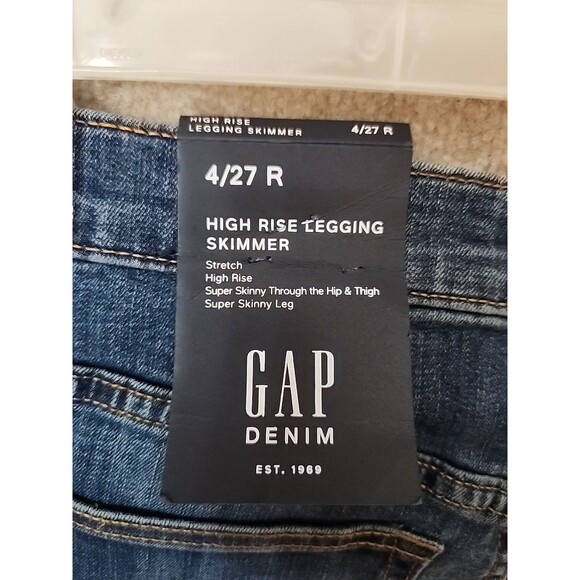 HIGH RISE
LEGGING SKIMMER 4/27 R
4/27 R
HIGH RISE LEGGING
SKIMMER
Stretch
High Rise
Super Skinny Through the Hip & Thigh
Super Skinny Leg
GAP
DENIM
EST. 1969